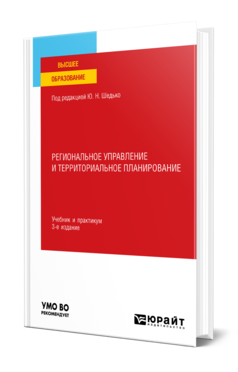 ВЫСШЕЕ
ОБРАЗОВАНИЕ
Под редакцией Ю. Н. Шедько
РЕГИОНАЛЬНОЕ УПРАВЛЕНИЕ
И ТЕРРИТОРИАЛЬНОЕ ПЛАНИРОВАНИЕ
Учебник и практикум
3-е издание
УМО ВО
РЕКОМЕНДУЕТ
юрайт
издательство